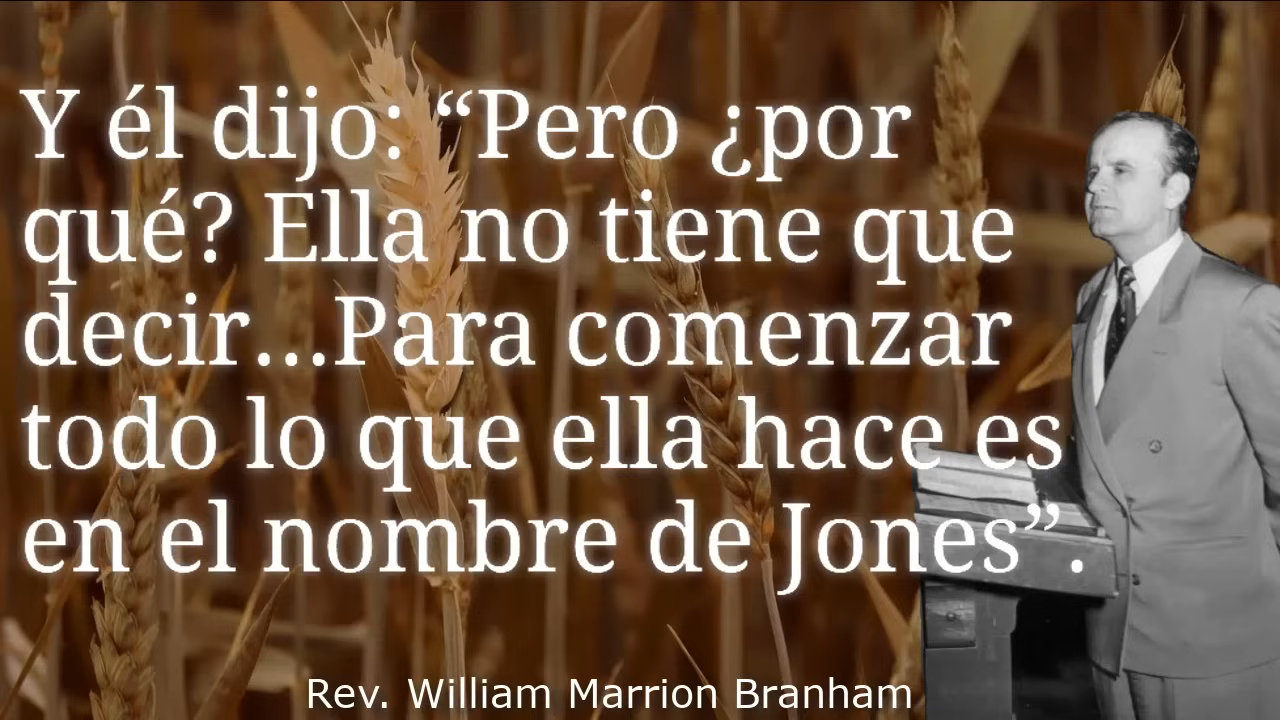 Y él dijo: “Pero ¿por
qué? Ella no tiene que
decir...Para comenzar
todo lo que ella hace es
en el nombre de Jones”.
Rev. William Marrion Branham